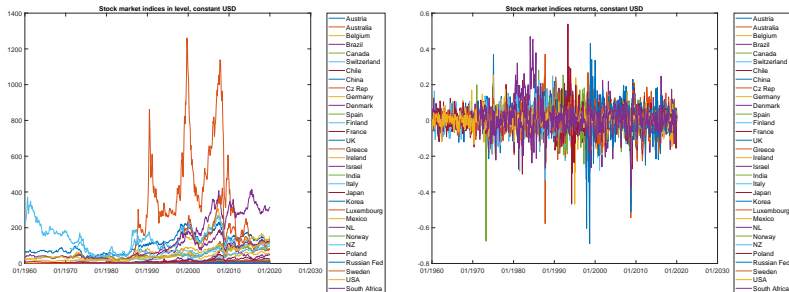 Stock market indices in level, constant USD
1400
1200
1000
800
600
400
200
0
01/1960
01/1970
01/1980
01/1990
01/2000
01/2010
01/2020
01/2030
Austria
Australia
Belgium
Brazil
Canada
Switzerland
Chile
China
Cz Rep
Germany
Denmark
Spain
Finland
France
UK
Greece
Ireland
Israel
India
Italy
Japan
Korea
Luxembourg
Mexico
NL
Norway
NZ
Poland
Russian Fed
Sweden
USA
South Africa
Stock market indices returns, constant USD
0.6
0.4
0.2
0
-0.2
-0.4
-0.6
-0.8
01/1960
01/1970
01/1980
01/1990
01/2000
01/2010
01/2020
01/2030
Austria
Australia
Belgium
Brazil
Canada
Switzerland
Chile
China
Cz Rep
Germany
Denmark
Spain
Finland
France
UK
Greece
Ireland
Israel
India
Italy
Japan
Korea
Luxembourg
Mexico
NL
Norway
NZ
Poland
Russian Fed
Sweden
USA
South Africa